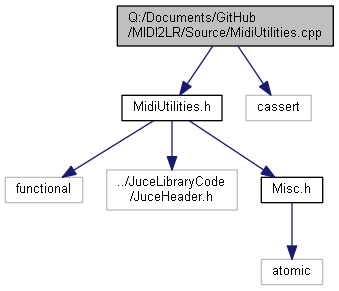 Q:/Documents/GitHub
/MIDI2LR/Source/MidiUtilities.cpp
MidiUtilities.h
cassert
functional
../JuceLibraryCode
/JuceHeader.h
Misc.h
atomic